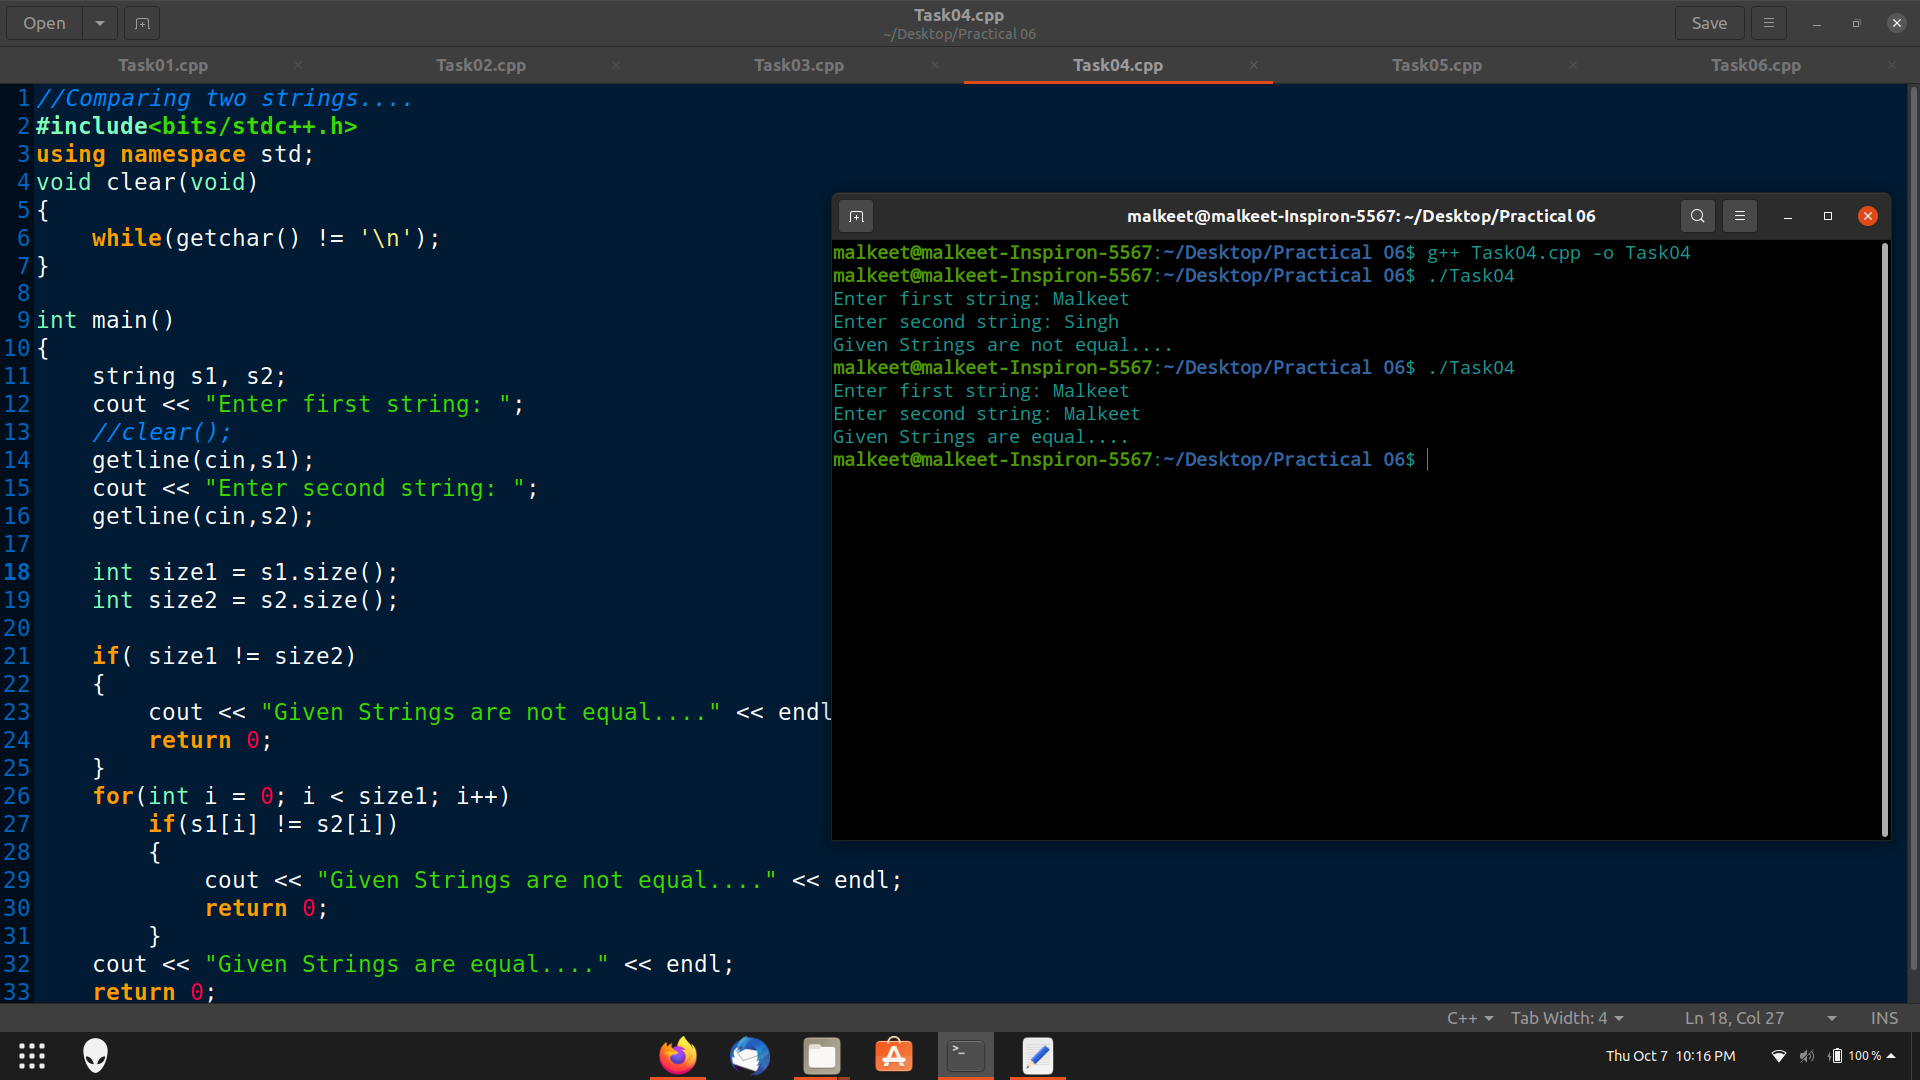 Open
Task04.cpp
~/Desktop/Practical 06
Save
Task01.cpp
Task02.cpp
Task03.cpp
Task04.cpp
Task05.cpp
Task06.cpp
1 //Comparing two strings....
2 #include<bits/stdc++.h>
3 using namespace std;
4 void clear(void)
5 {
6     while(getchar() != '\n');
7 }
8
9 int main()
10 {
11     string s1, s2;
12     cout << "Enter first string: ";
13     //clear();
14     getline(cin,s1);
15     cout << "Enter second string: ";
16     getline(cin,s2);
17
18     int size1 = s1.size();
19     int size2 = s2.size();
20
21     if( size1 != size2)
22     {
23         cout << "Given Strings are not equal...." << endl
24         return 0;
25     }
26     for(int i = 0; i < size1; i++)
27         if(s1[i] != s2[i])
28         {
29             cout << "Given Strings are not equal...." << endl;
30             return 0;
31         }
32     cout << "Given Strings are equal...." << endl;
33     return 0;
malkeet@malkeet-Inspiron-5567: ~/Desktop/Practical 06
malkeet@malkeet-Inspiron-5567:~/Desktop/Practical 06$ g++ Task04.cpp -o Task04
malkeet@malkeet-Inspiron-5567:~/Desktop/Practical 06$ ./Task04
Enter first string: Malkeet
Enter second string: Singh
Given Strings are not equal....
malkeet@malkeet-Inspiron-5567:~/Desktop/Practical 06$ ./Task04
Enter first string: Malkeet
Enter second string: Malkeet
Given Strings are equal....
malkeet@malkeet-Inspiron-5567:~/Desktop/Practical 06$
C++
Tab Width: 4
Ln 18, Col 27
INS
Thu Oct 7 10:16 PM
100 %